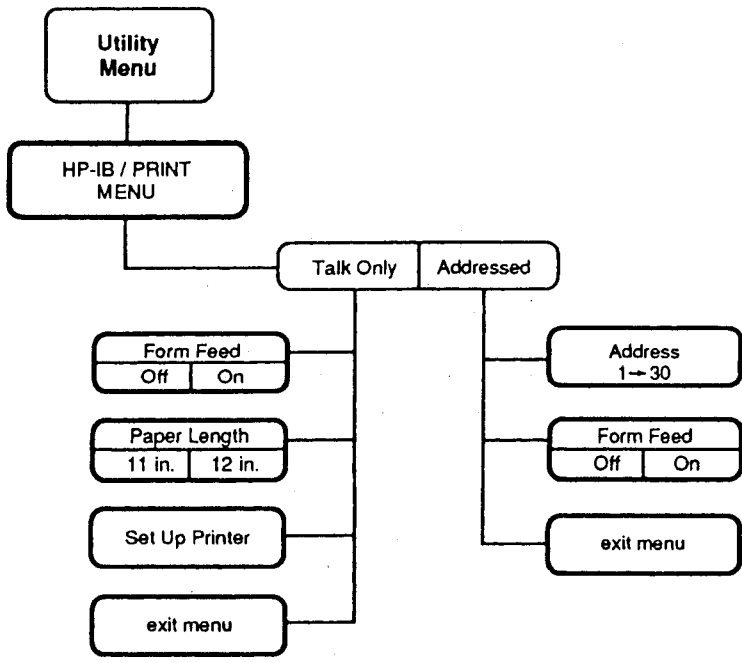 Utility
Menu
HP-IB / PRINT
MENU
Talk Only
Addressed
Form Feed
Off
On
Paper Length
11 in.
12 in.
Set Up Printer
exit menu
Address
1→30
Form Feed
Off
On
exit menu